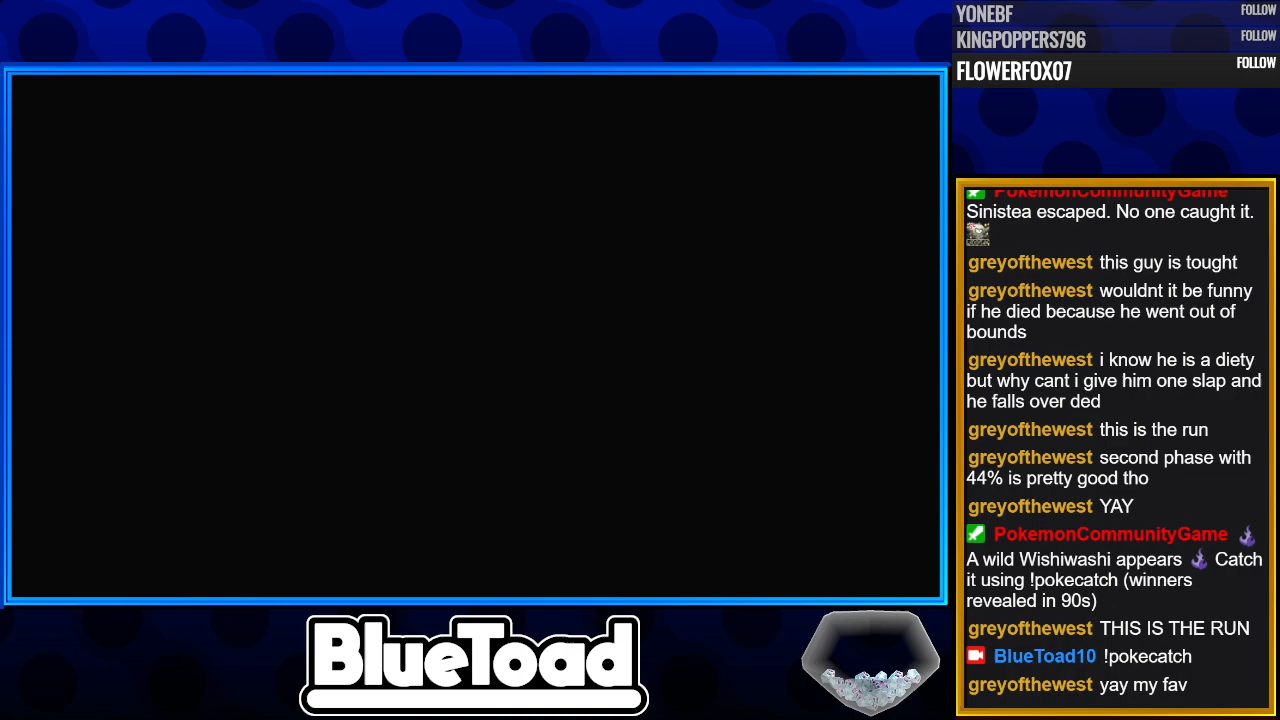 YONEBF FOLLOW
KINGPOPPERS796 FOLLOW
FLOWERFOX07 FOLLOW
PokemonCommunityGame
Sinistea escaped. No one caught it.
greyofthewest this guy is tought
greyofthewest wouldnt it be funny
if he died because he went out of
bounds
greyofthewest i know he is a diety
but why cant i give him one slap and
he falls over ded
greyofthewest this is the run
greyofthewest second phase with
44% is pretty good tho
greyofthewest YAY
PokemonCommunityGame
A wild Wishiwashi appears Catch
it using !pokecatch (winners
revealed in 90s)
greyofthewest THIS IS THE RUN
BlueToad10 !pokecatch
greyofthewest yay my fav
BlueToad